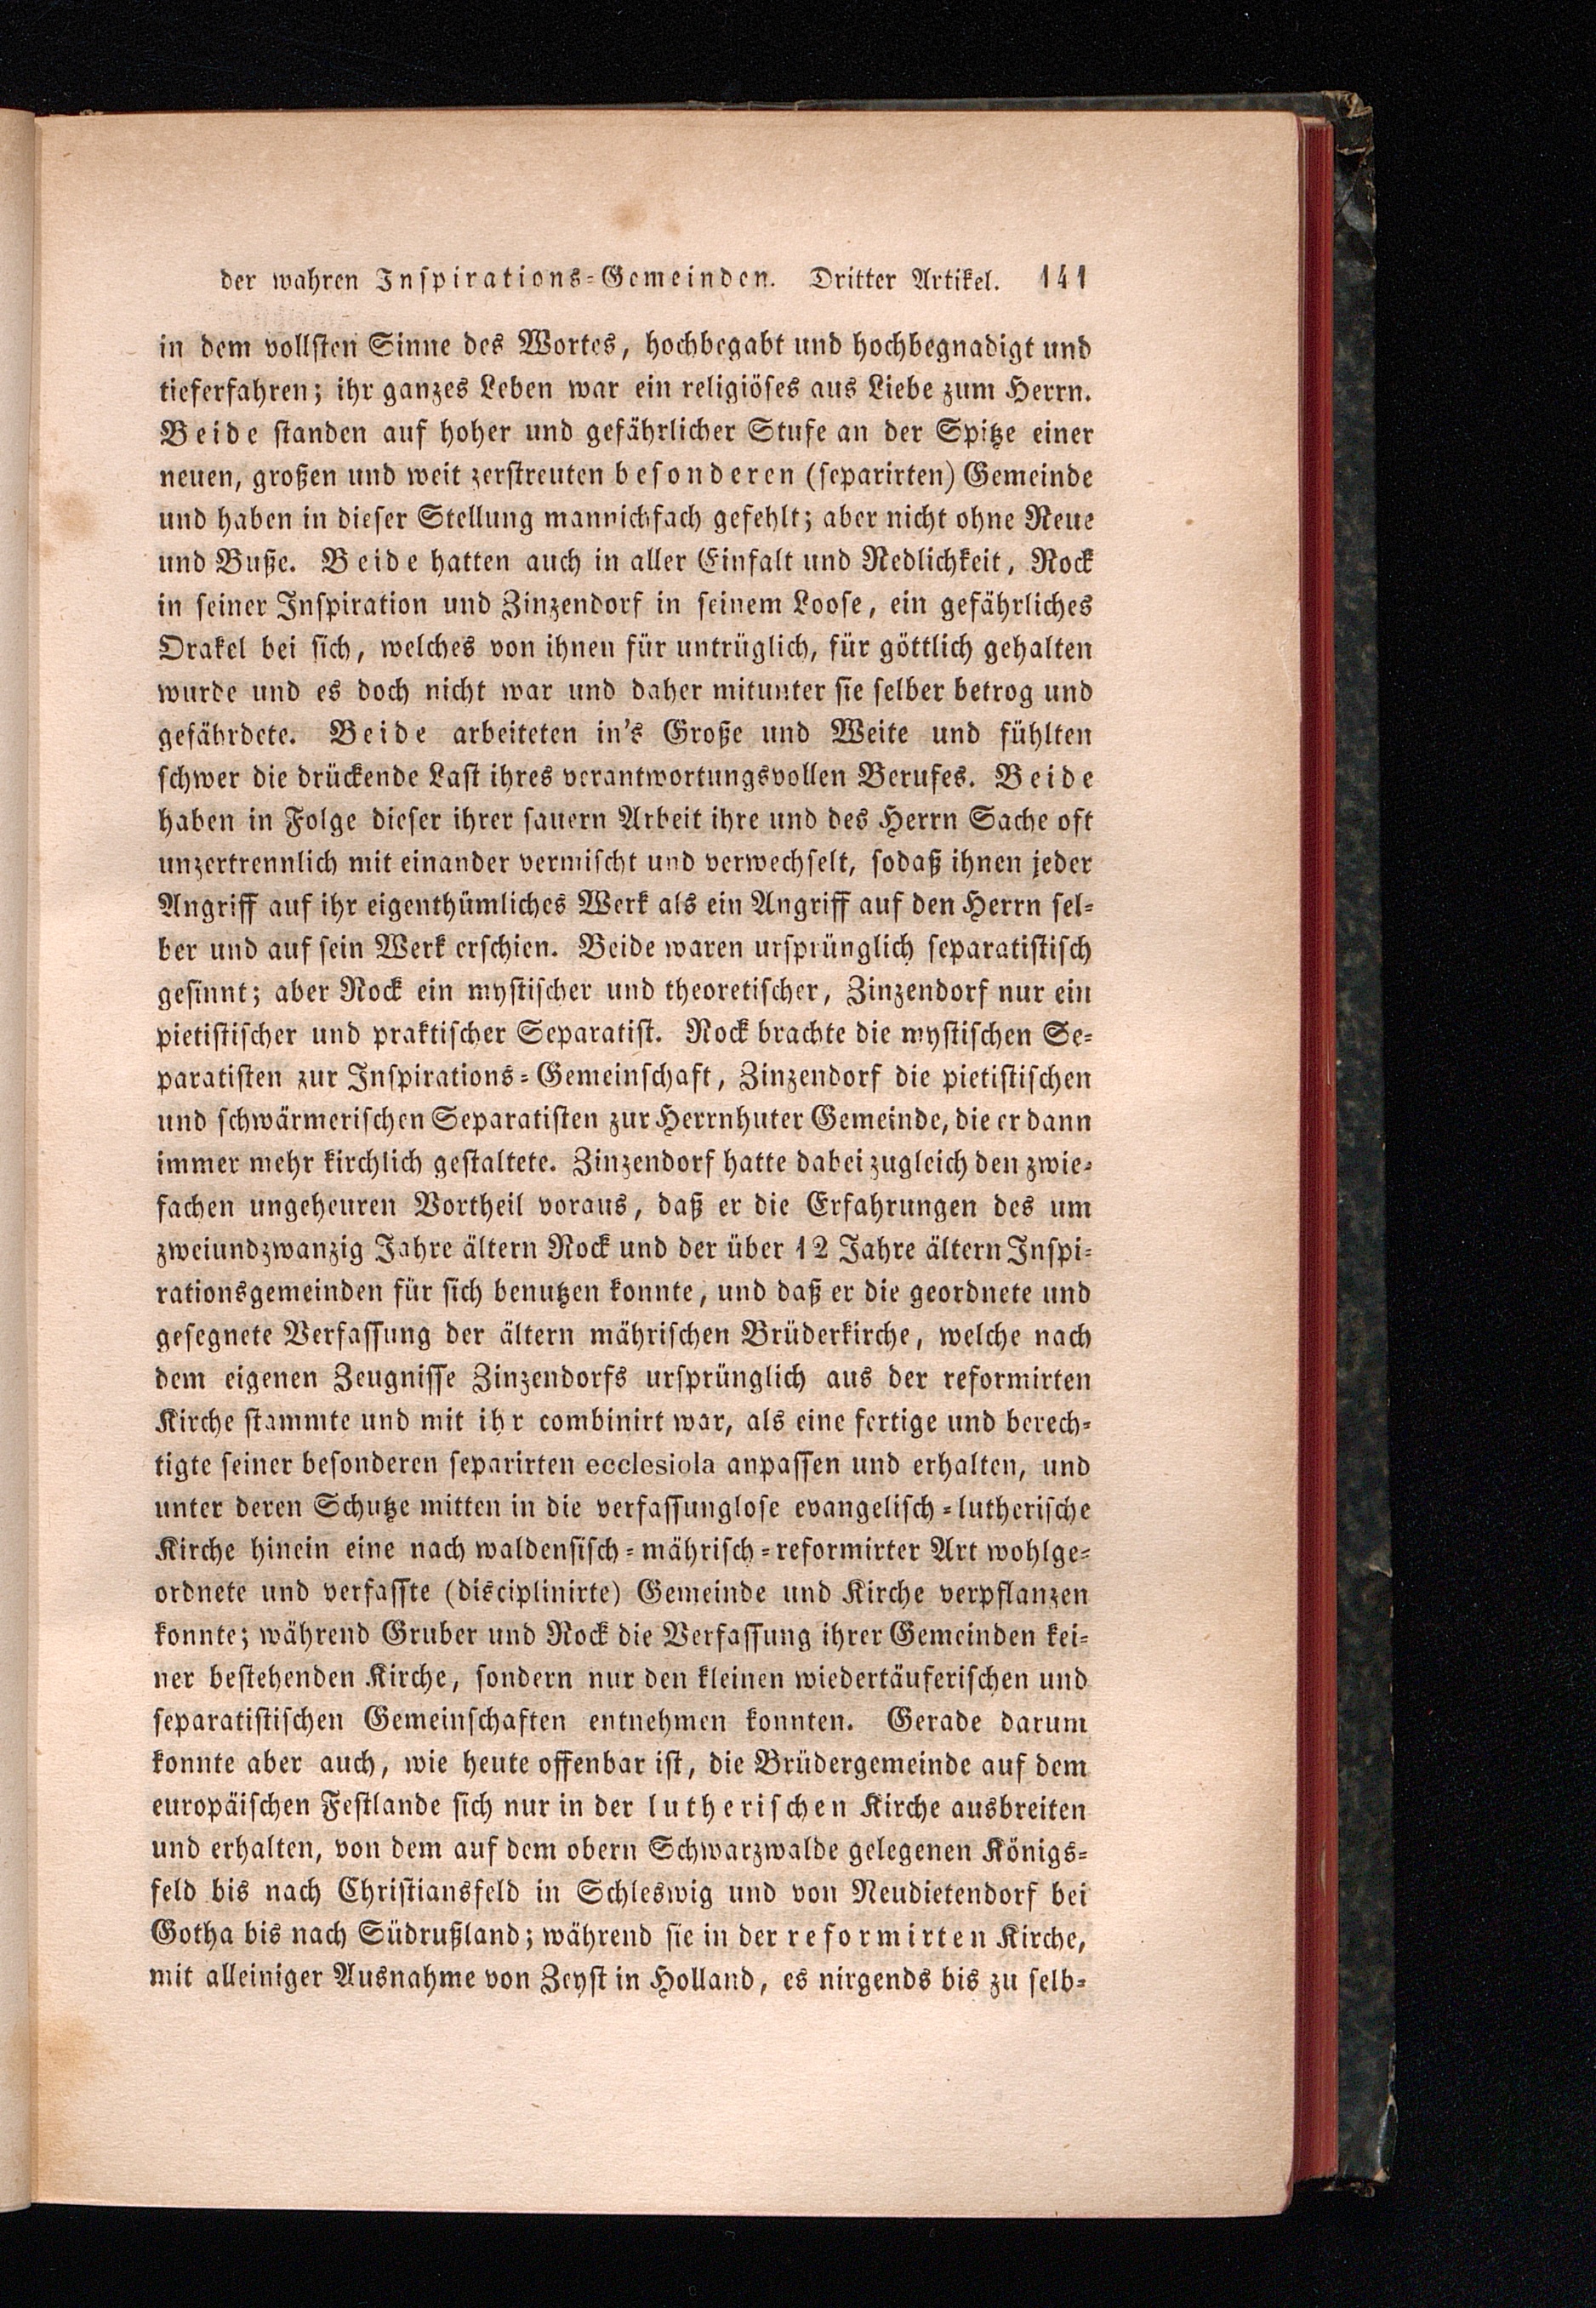 der wahren Inspirations-Gemeinden. Dritter Artikel. 141
in dem vollsten Sinne des Wortes, hochbegabt und hochbegnadigt und
tieferfahren; ihr ganzes Leben war ein religiöses aus Liebe zum Herrn.
Beide standen auf hoher und gefährlicher Stufe an der Spitze einer
neuen, großen und weit zerstreuten besonderen (separirten) Gemeinde
und haben in dieser Stellung mannichfach gefehlt; aber nicht ohne Reue
und Buße. Beide hatten auch in aller Einfalt und Redlichkeit, Rock
in seiner Inspiration und Zinzendorf in seinem Loose, ein gefährliches
Orakel bei sich, welches von ihnen für untrüglich, für göttlich gehalten
wurde und es doch nicht war und daher mitunter sie selber betrog und
gefährdete. Beide arbeiteten in's Große und Weite und fühlten
schwer die drückende Last ihres verantwortungsvollen Berufes. Beide
haben in Folge dieser ihrer sauern Arbeit ihre und des Herrn Sache oft
unzertrennlich mit einander vermischt und verwechselt, sodaß ihnen jeder
Angriff auf ihr eigenthümliches Werk als ein Angriff auf den Herrn sel-
ber und auf sein Werk erschien. Beide waren ursprünglich separatistisch
gesinnt; aber Rock ein mystischer und theoretischer, Zinzendorf nur ein
pietistischer und praktischer Separatist. Rock brachte die mystischen Se-
paratisten zur Inspirations-Gemeinschaft, Zinzendorf die pietistischen
und schwärmerischen Separatisten zur Herrnhuter Gemeinde, die er dann
immer mehr kirchlich gestaltete. Zinzendorf hatte dabei zugleich den zwie-
fachen ungeheuren Vortheil voraus, daß er die Erfahrungen des um
zweiundzwanzig Jahre ältern Rock und der über 12 Jahre ältern Inspi-
rationsgemeinden für sich benutzen konnte, und daß er die geordnete und
gesegnete Verfassung der ältern mährischen Brüderkirche, welche nach
dem eigenen Zeugnisse Zinzendorfs ursprünglich aus der reformirten
Kirche stammte und mit ihr combinirt war, als eine fertige und berech-
tigte seiner besonderen separirten ecclesiola anpassen und erhalten, und
unter deren Schutze mitten in die verfassunglose evangelisch-lutherische
Kirche hinein eine nach waldensisch-mährisch-reformirter Art wohlge-
ordnete und verfasste (disciplinirte) Gemeinde und Kirche verpflanzen
konnte; während Gruber und Rock die Verfassung ihrer Gemeinden kei-
ner bestehenden Kirche, sondern nur den kleinen wiedertäuferischen und
separatistischen Gemeinschaften entnehmen konnten. Gerade darum
konnte aber auch, wie heute offenbar ist, die Brüdergemeinde auf dem
europäischen Festlande sich nur in der lutherischen Kirche ausbreiten
und erhalten, von dem auf dem obern Schwarzwalde gelegenen Königs-
feld bis nach Christiansfeld in Schleswig und von Neudietendorf bei
Gotha bis nach Südrußland; während sie in der reformirten Kirche,
mit alleiniger Ausnahme von Zeyst in Holland, es nirgends bis zu selb-